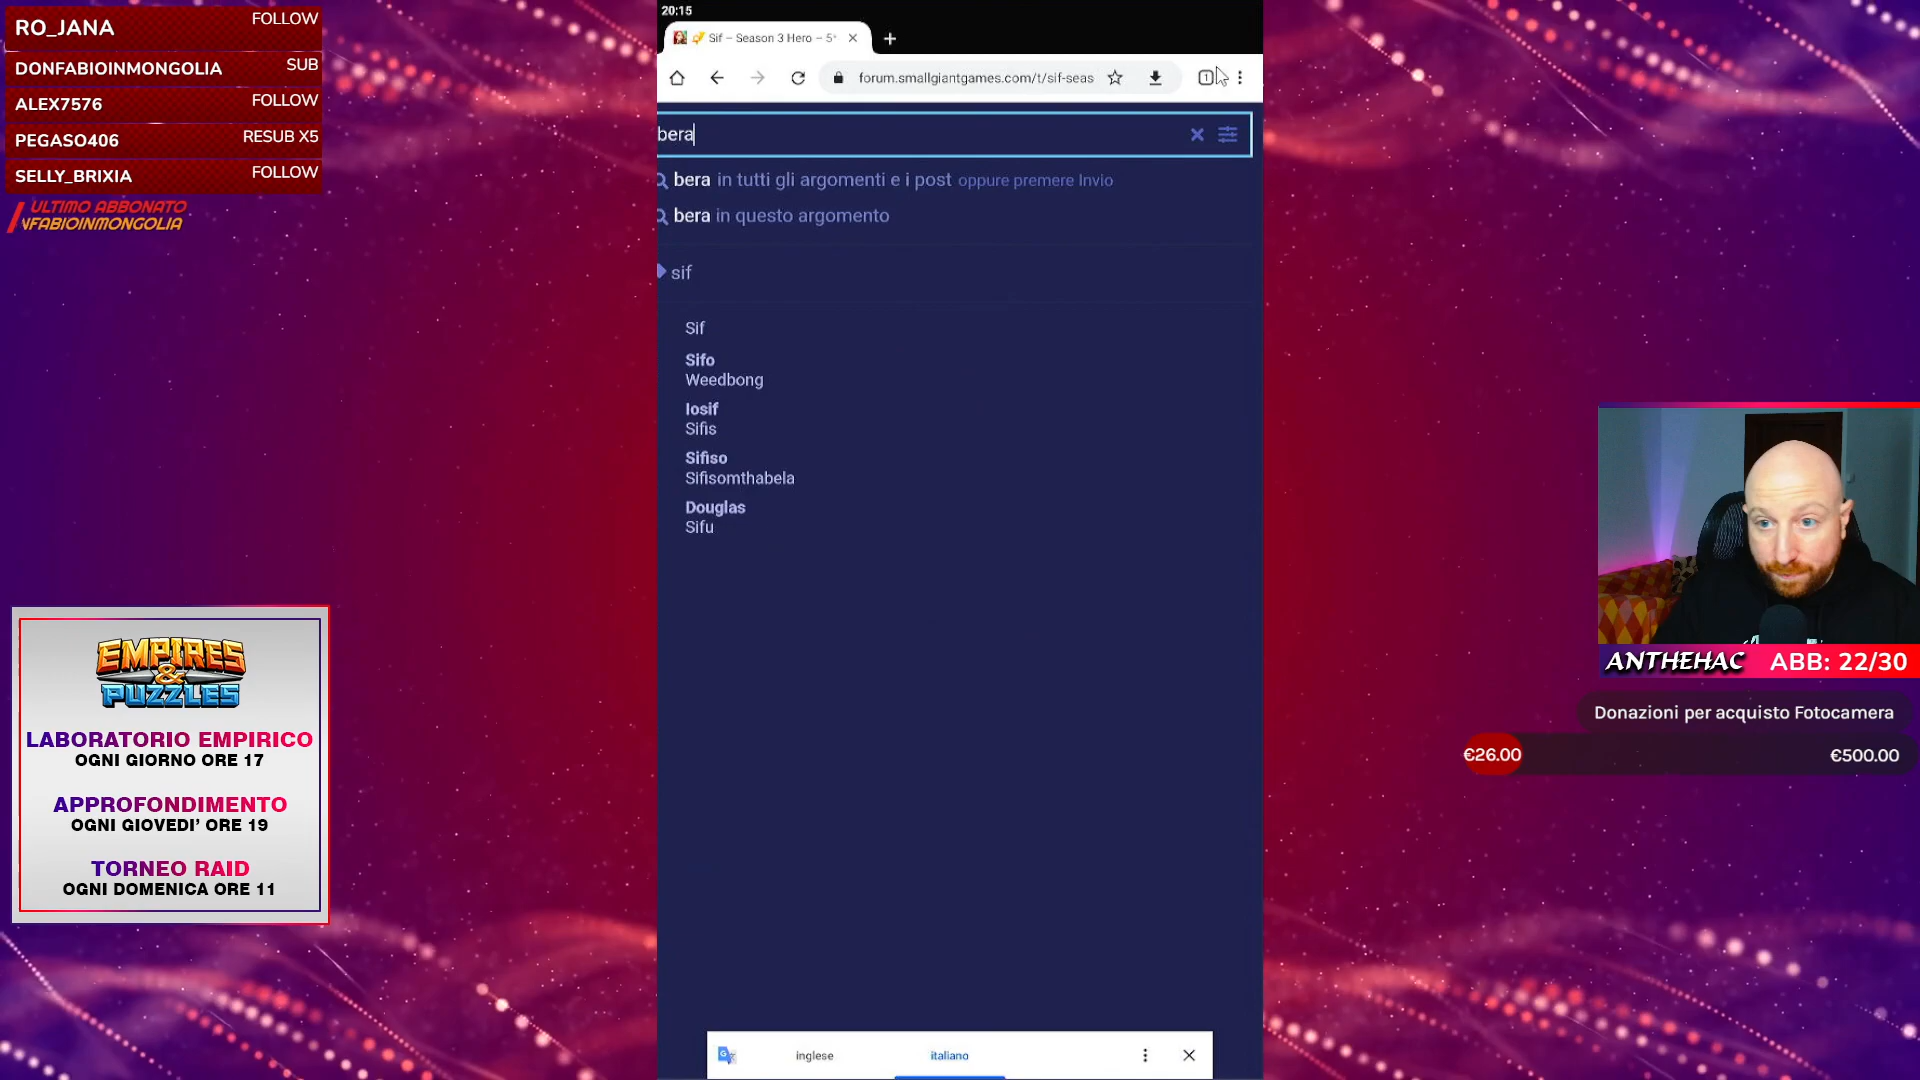 RO_JANA FOLLOW
DONFABIOINMONGOLIA SUB
ALEX7576 FOLLOW
PEGASO406 RESUB X5
SELLY_BRIXIA FOLLOW
ULTIMO ABBONATO
NFABIOINMONGOLIA
EMPIRES
&
PUZZLES
LABORATORIO EMPIRICO
OGNI GIORNO ORE 17
APPROFONDIMENTO
OGNI GIOVEDI' ORE 19
TORNEO RAID
OGNI DOMENICA ORE 11
20:15
Sif – Season 3 Hero – 5*
forum.smallgiantgames.com/t/sif-seas
1
bera
bera in tutti gli argomenti e i post oppure premere Invio
bera in questo argomento
sif
Sif
Sifo
Weedbong
Iosif
Sifis
Sifiso
Sifisomthabela
Douglas
Sifu
inglese italiano
ANTHEHAC ABB: 22/30
Donazioni per acquisto Fotocamera
€26.00 €500.00